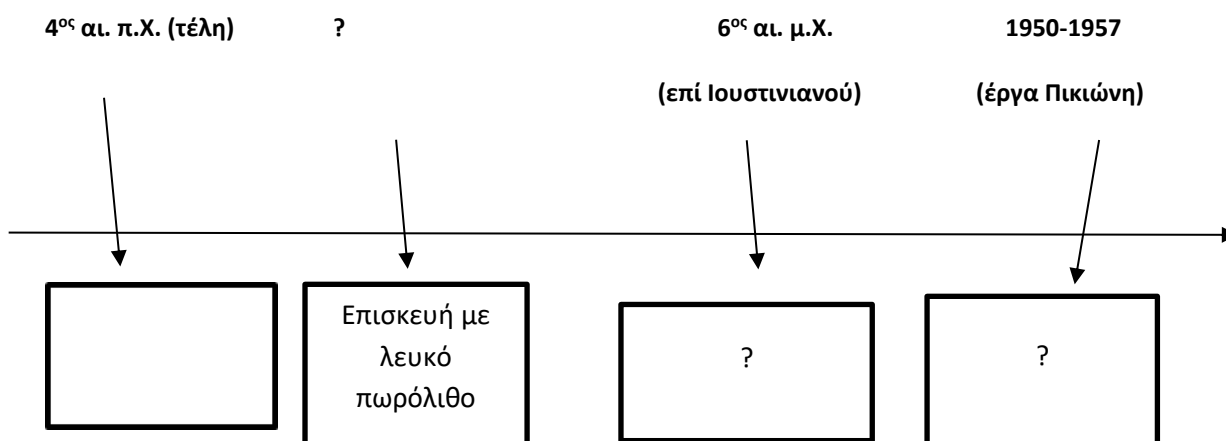 4ος αι. π.Χ. (τέλη)
?
6ος αι. μ.Χ.
(επί Ιουστινιανού)
1950-1957
(έργα Πικιώνη)
Επισκευή με
λευκό
πωρόλιθο
?
?